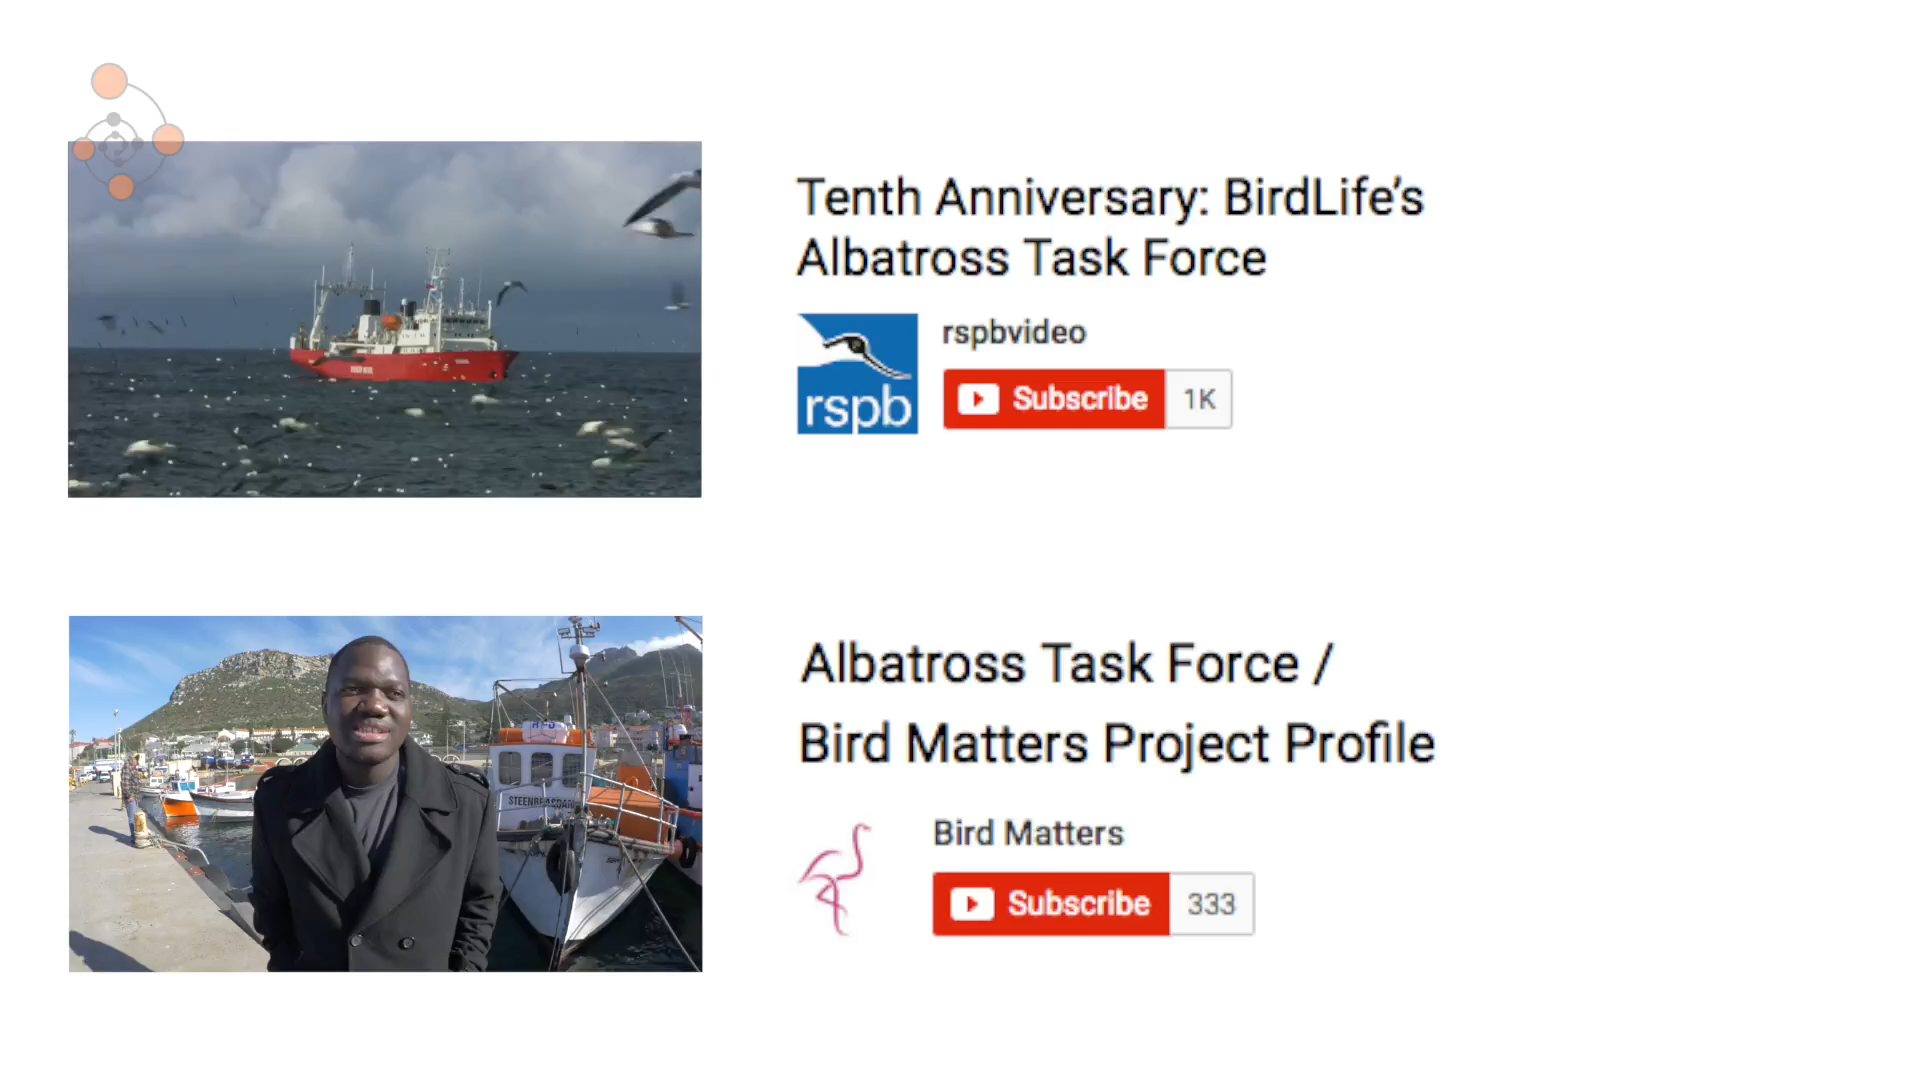 Tenth Anniversary: BirdLife’s
Albatross Task Force
rspbvideo
rspb
Subscribe 1K
Albatross Task Force /
Bird Matters Project Profile
Bird Matters
Subscribe 333